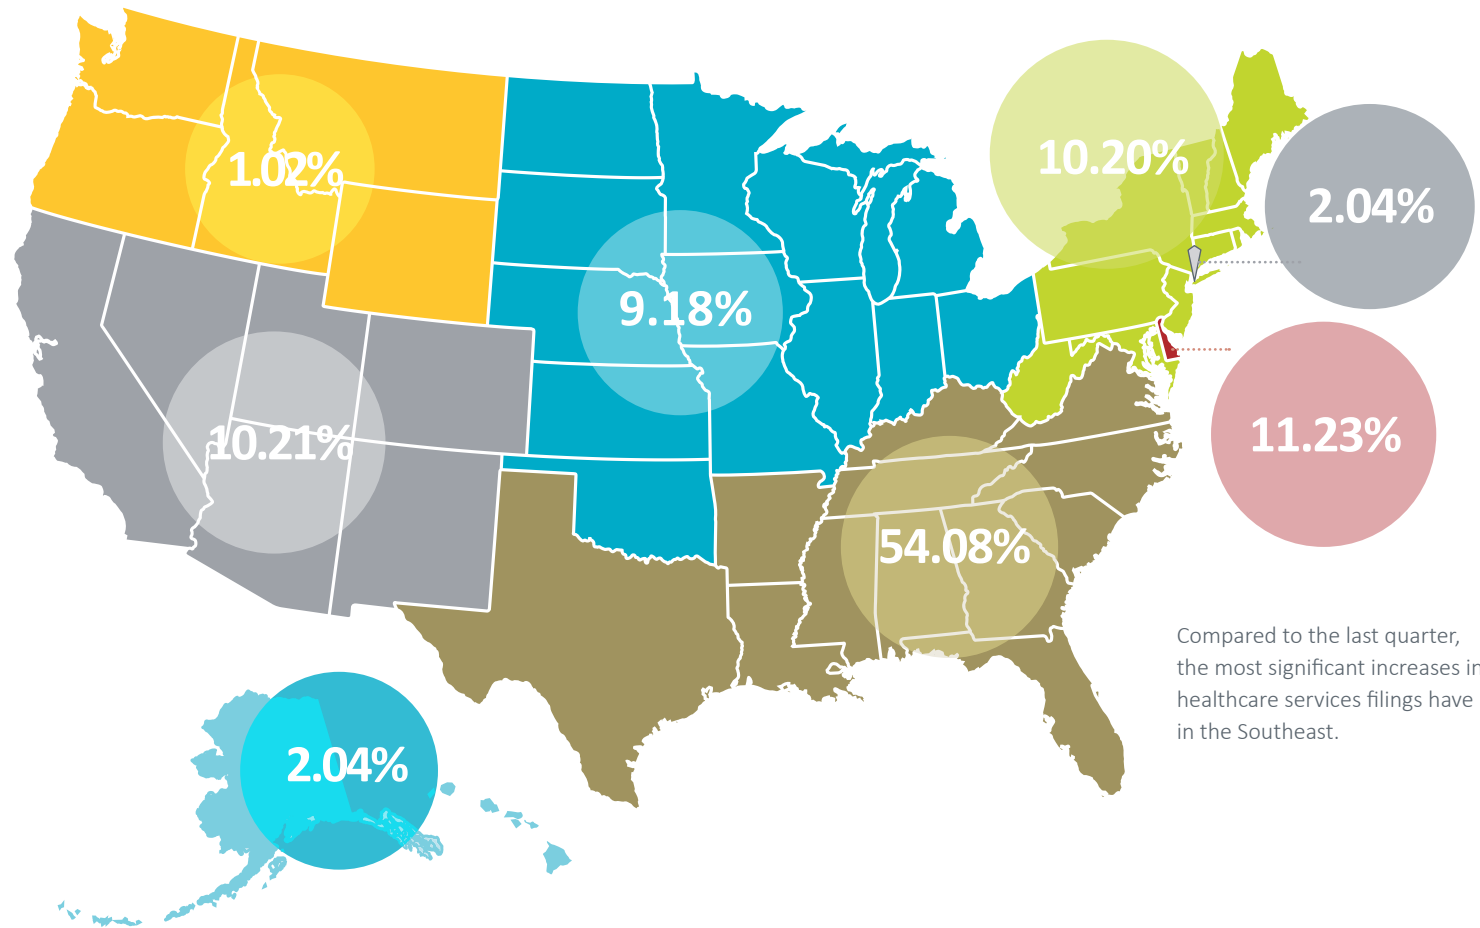 10.20%
1.02%
2.04%
9.18%
10.21%
11.23%
54.08%
Compared to the last quarter,
the most significant increases in
healthcare services filings have
in the Southeast.
2.04%